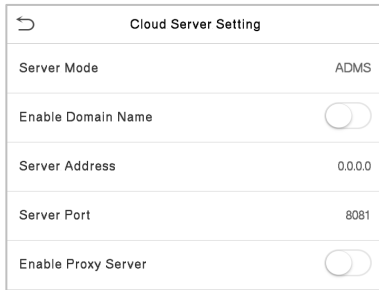 Cloud Server Setting
Server Mode ADMS
Enable Domain Name
Server Address 0.0.0.0
Server Port 8081
Enable Proxy Server